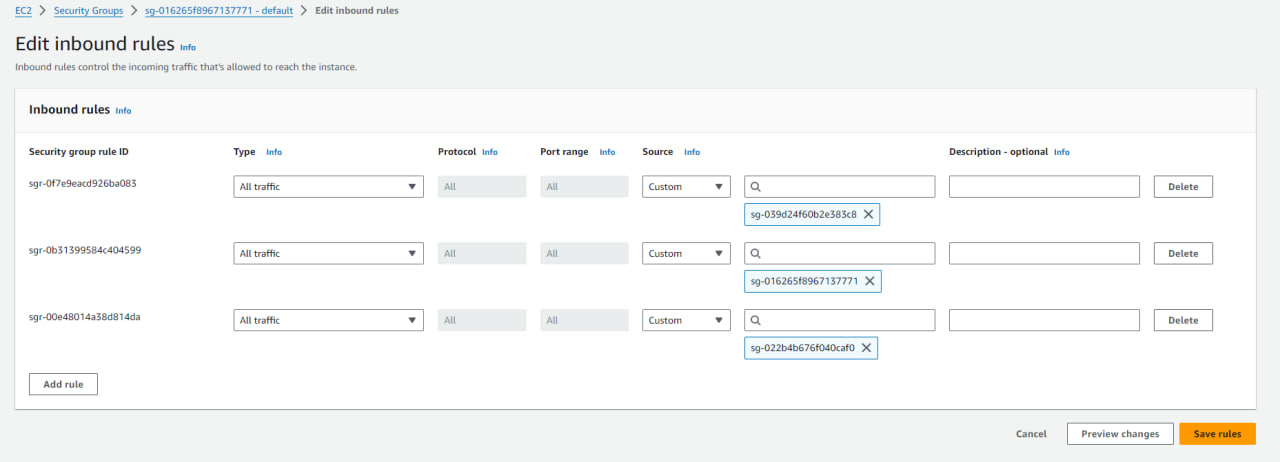 EC2 > Security Groups > sg-016265f8967137771 - default > Edit inbound rules
Edit inbound rules Info
Inbound rules control the incoming traffic that's allowed to reach the instance.
Inbound rules Info
Security group rule ID Type Info Protocol Info Port range Info Source Info Description - optional Info
sgr-0f7e9eacd926ba083 All traffic All All Custom Delete
sg-039d24f60b2e383c8
sgr-0b31399584c404599 All traffic All All Custom Delete
sg-016265f8967137771
sgr-00e48014a38d814da All traffic All All Custom Delete
sg-022b4b676f040caf0
Add rule
Cancel Preview changes Save rules